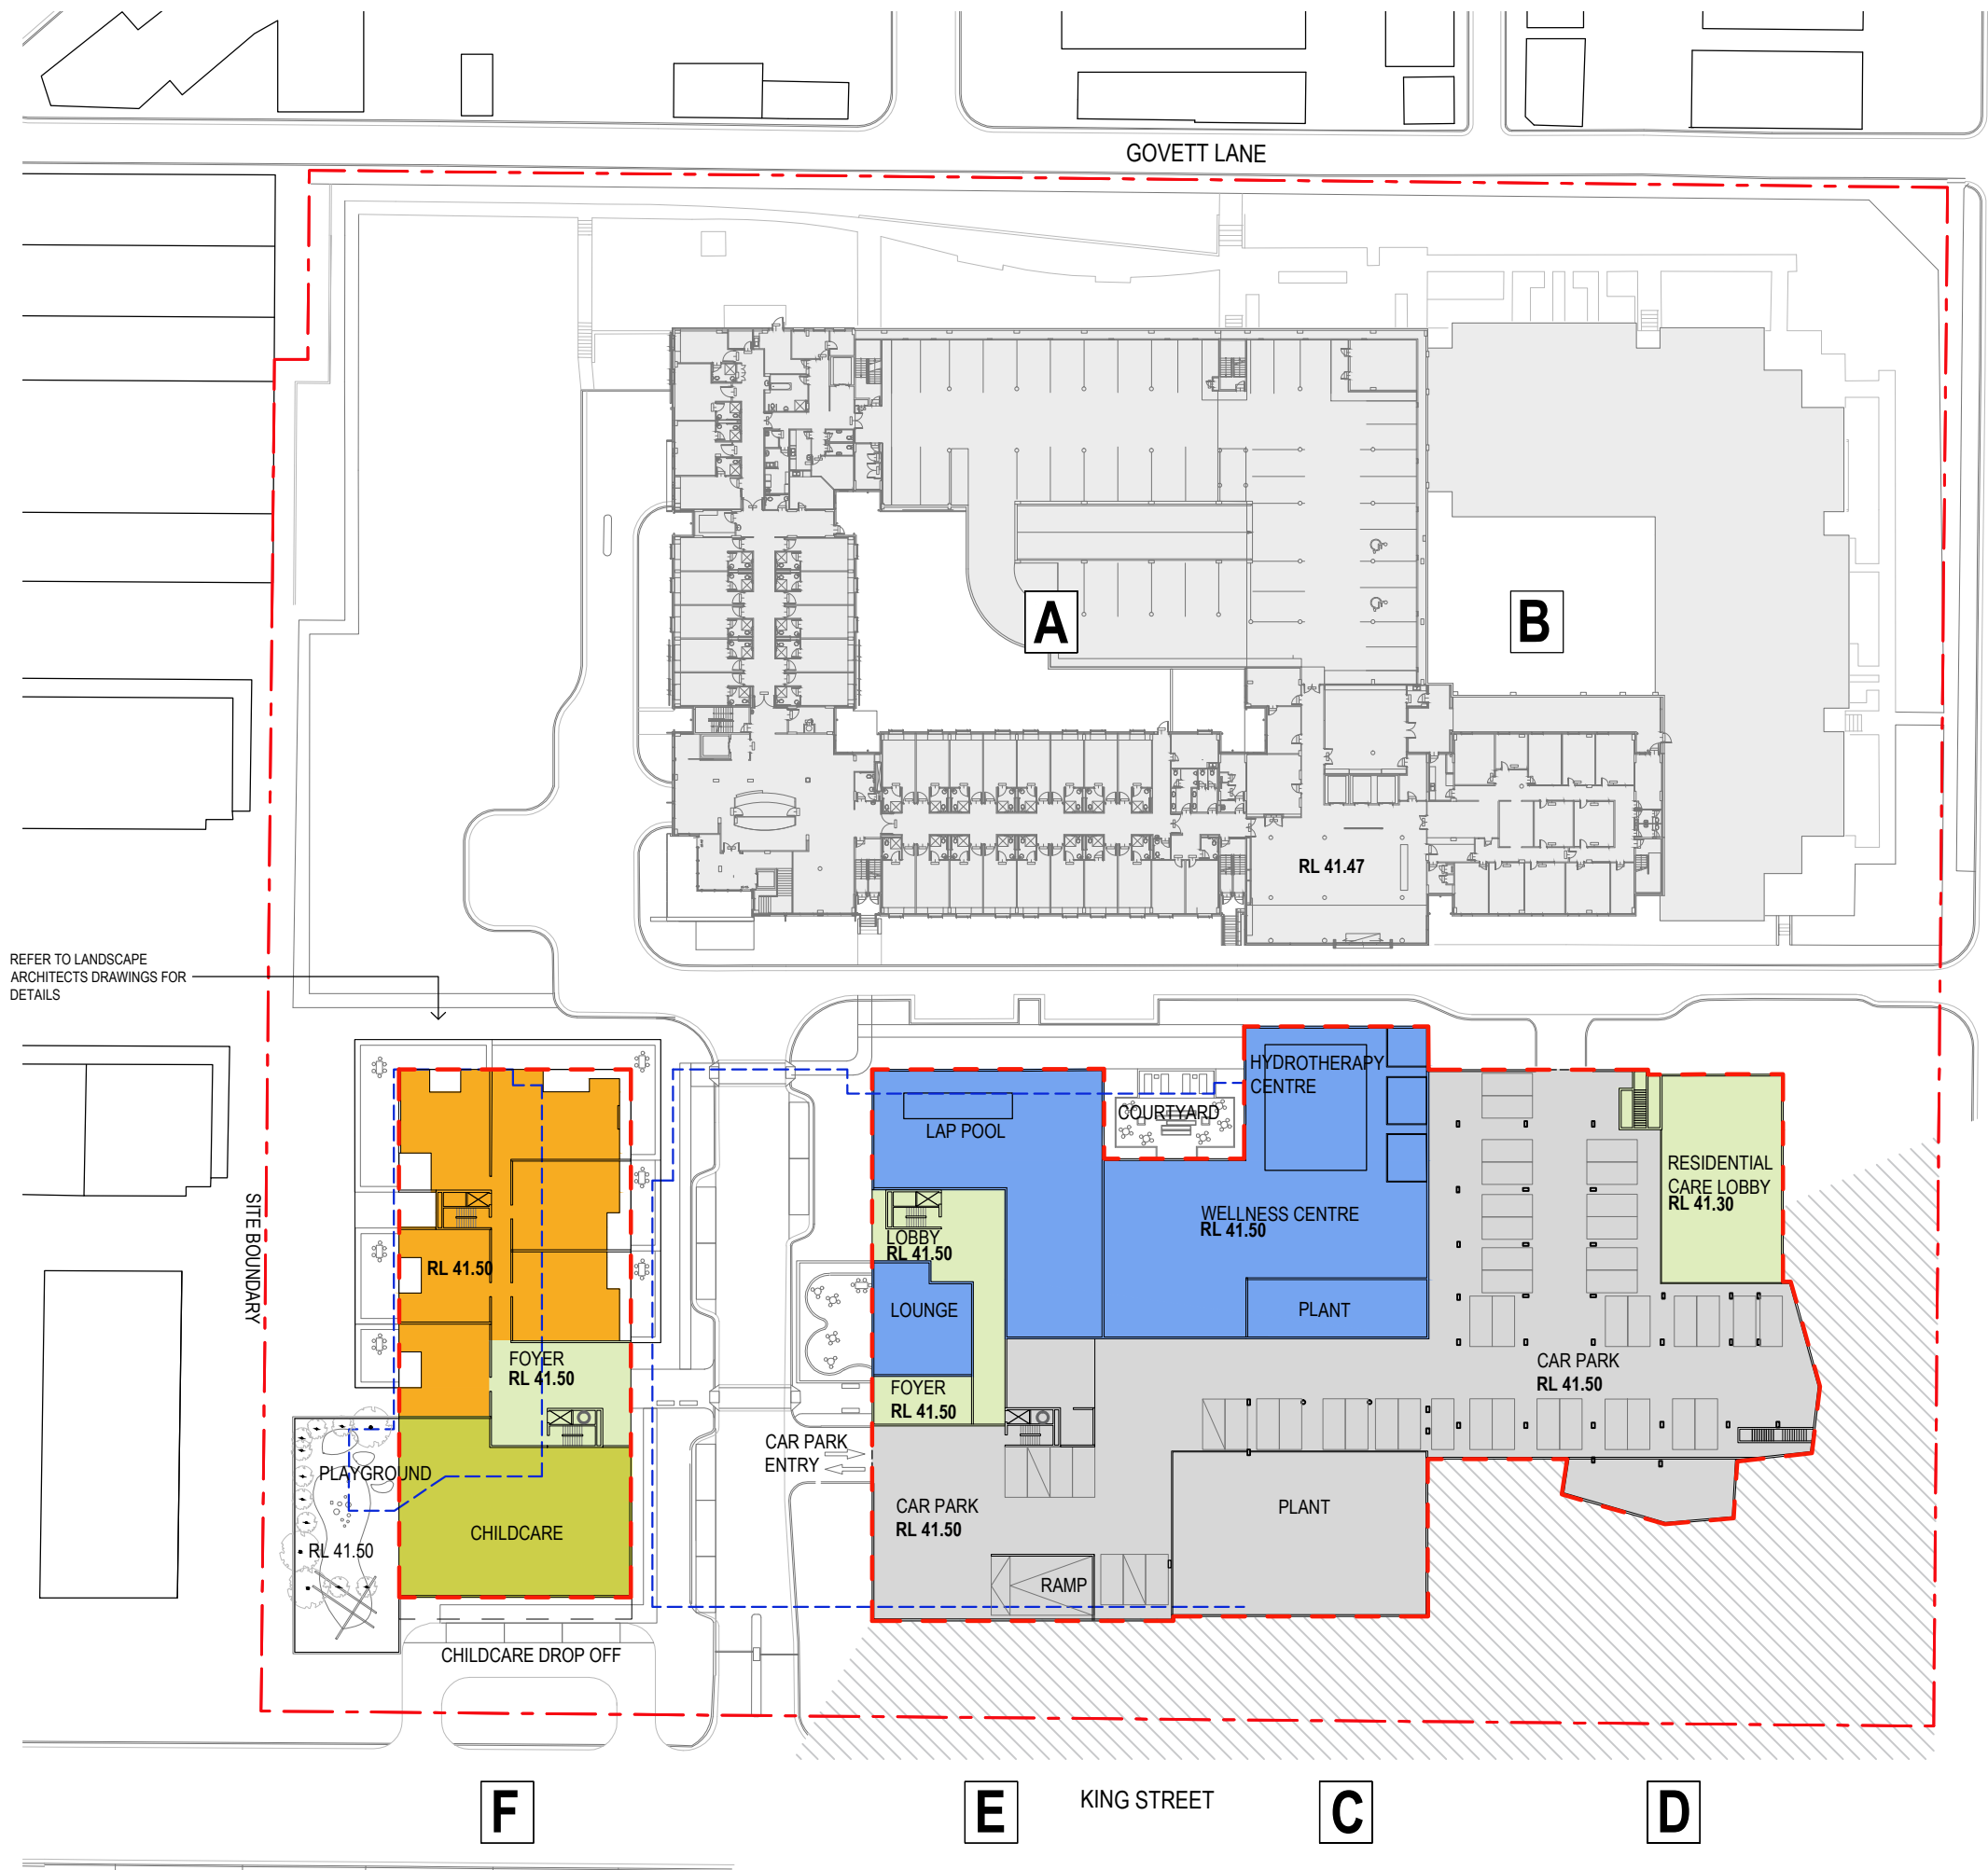 GOVETT LANE
A
B
RL 41.47
REFER TO LANDSCAPE
ARCHITECTS DRAWINGS FOR
DETAILS
SITE BOUNDARY
HYDROTHERAPY
CENTRE
COURTYARD
LAP POOL
RESIDENTIAL
CARE LOBBY
RL 41.30
WELLNESS CENTRE
RL 41.50
LOBBY
RL 41.50
RL 41.50
LOUNGE
PLANT
FOYER
RL 41.50
CAR PARK
RL 41.50
FOYER
RL 41.50
CAR PARK
ENTRY
PLAYGROUND
CAR PARK
RL 41.50
PLANT
CHILDCARE
RL 41.50
RAMP
CHILDCARE DROP OFF
F
E
KING STREET
C
D